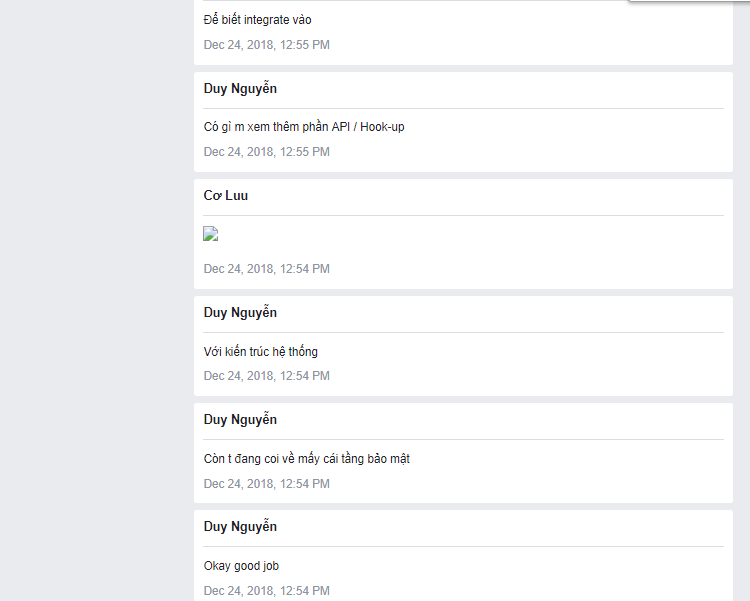 Để biết integrate vào
Dec 24, 2018, 12:55 PM
Duy Nguyễn
Có gì m xem thêm phần API / Hook-up
Dec 24, 2018, 12:55 PM
Cơ Luu
Dec 24, 2018, 12:54 PM
Duy Nguyễn
Với kiến trúc hệ thống
Dec 24, 2018, 12:54 PM
Duy Nguyễn
Còn t đang coi về mấy cái tầng bảo mật
Dec 24, 2018, 12:54 PM
Duy Nguyễn
Okay good job
Dec 24, 2018, 12:54 PM